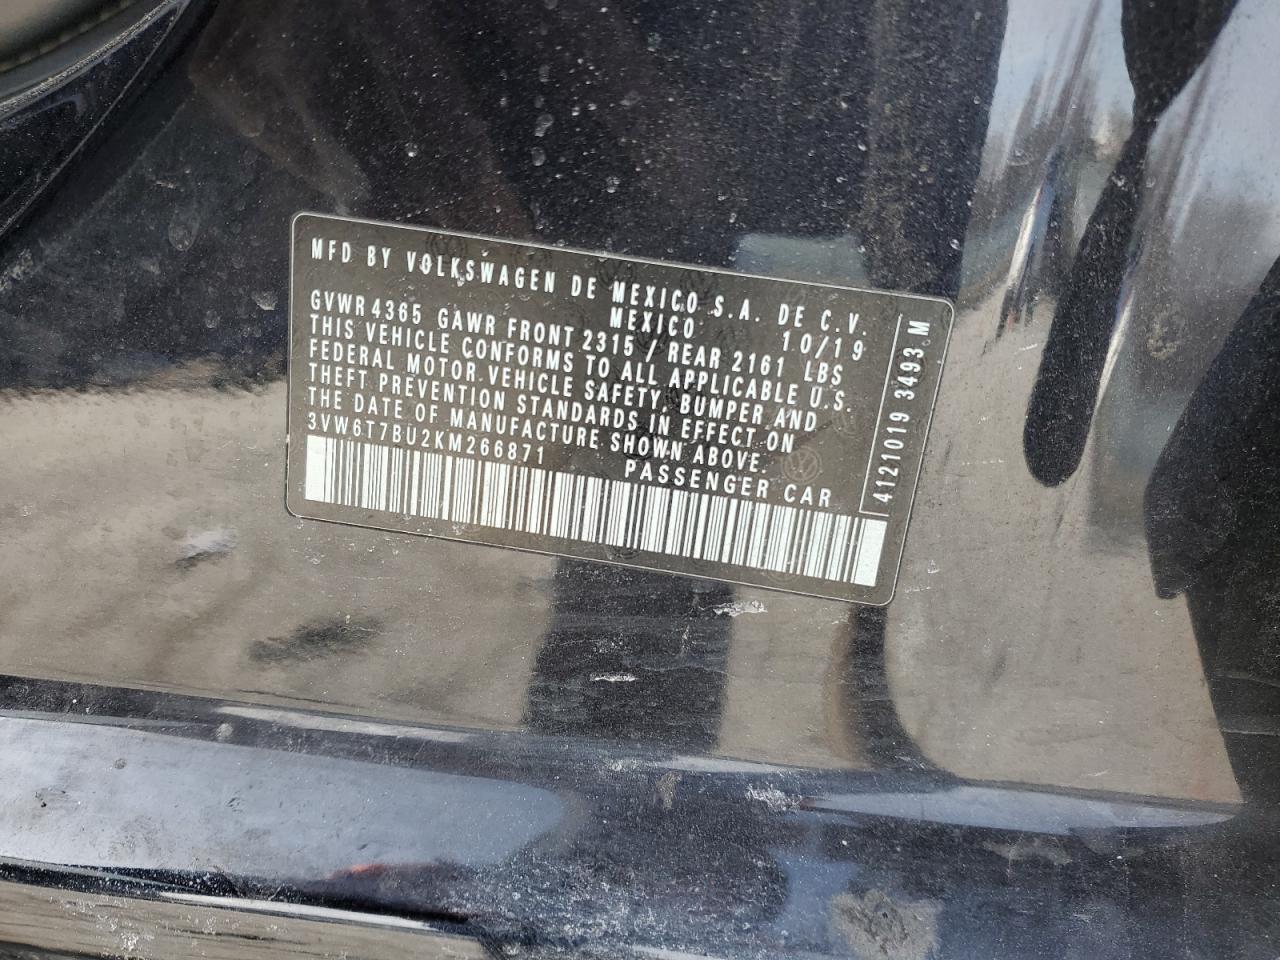 MFD BY VOLKSWAGEN DE MEXICO S.A. DE C.V.
MEXICO 10/19
GVWR 4365 GAWR FRONT 2315 / REAR 2161 LBS
THIS VEHICLE CONFORMS TO ALL APPLICABLE U.S.
FEDERAL MOTOR VEHICLE SAFETY, BUMPER AND
THEFT PREVENTION STANDARDS IN EFFECT ON
THE DATE OF MANUFACTURE SHOWN ABOVE.
3VW6T7BU2KM266871
PASSENGER CAR
4121019 3493 M